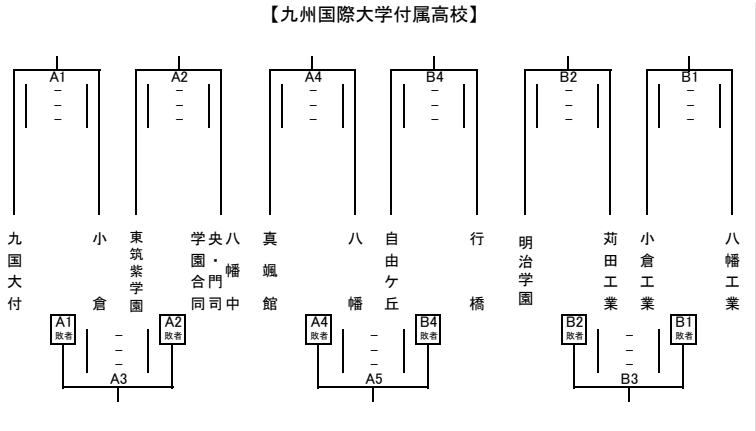 【九州国際大学付属高校】
A1
A2
A4
B4
B2
B1
九国大付
小倉
東筑紫学園
八幡中
央・門司
学園合同
真颯館
八幡
自由ケ丘
行橋
明治学園
苅田工業
小倉工業
八幡工業
A1
敗者
A2
敗者
A4
敗者
B4
敗者
B2
敗者
B1
敗者
A3
A5
B3